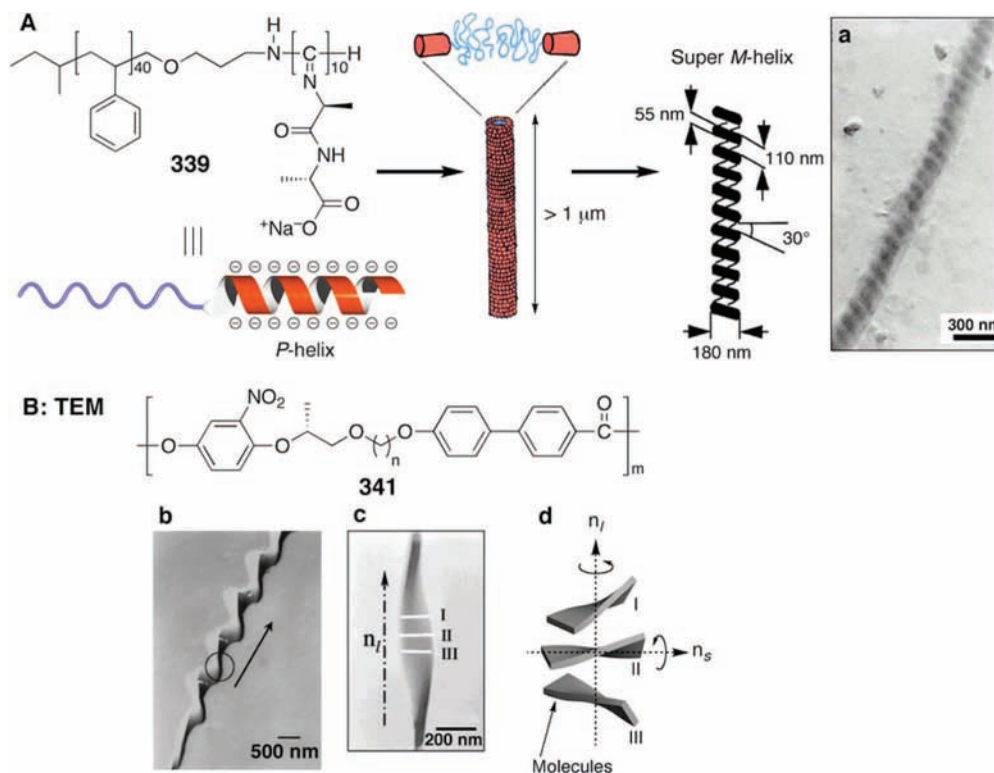 A
H
N
H
40
O
10
C
N
O
NH
O
⁺Na⁻O
339
P-helix
> 1 μm
Super M-helix
55 nm
110 nm
30°
180 nm
a
300 nm
B: TEM
NO₂
O
O
O
n
O
O
C
O
m
341
b
500 nm
c
nₗ
I
II
III
200 nm
d
nₗ
I
II
nₛ
III
Molecules